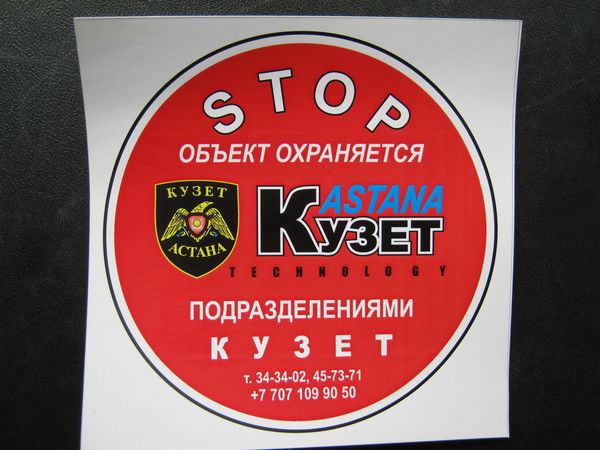 STOP
ОБЪЕКТ ОХРАНЯЕТСЯ
КУЗЕТ
АСТАНА
ASTANA
КУЗЕТ
TECHNOLOGY
ПОДРАЗДЕЛЕНИЯМИ
КУЗЕТ
т. 34-34-02, 45-73-71
+7 707 109 90 50